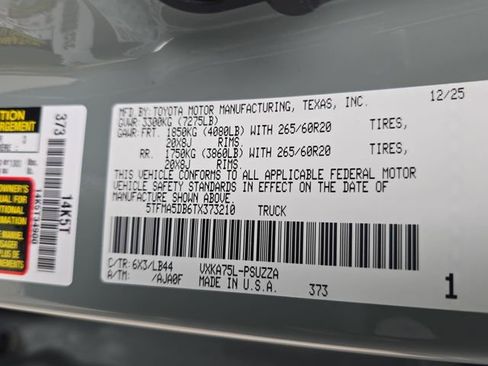 MFD. BY: TOYOTA MOTOR MANUFACTURING, TEXAS, INC. 12/25
GVWR 3300KG (7275LB)
GAWR: FRT. 1850KG (4080LB) WITH 265/60R20 TIRES,
20X8J RIMS
RR. 1750KG (3860LB) WITH 265/60R20 TIRES,
20X8J RIMS
THIS VEHICLE CONFORMS TO ALL APPLICABLE FEDERAL MOTOR
VEHICLE SAFETY STANDARDS IN EFFECT ON THE DATE OF
MANUFACTURE SHOWN ABOVE.
5TFMA5DB6TX373210 TRUCK
C/TR: 6X3/LB44 VXKA75L-PSUZZA
A/TM: /AJA0F MADE IN U.S.A. 373 1
373
14K5T
14K5T34900